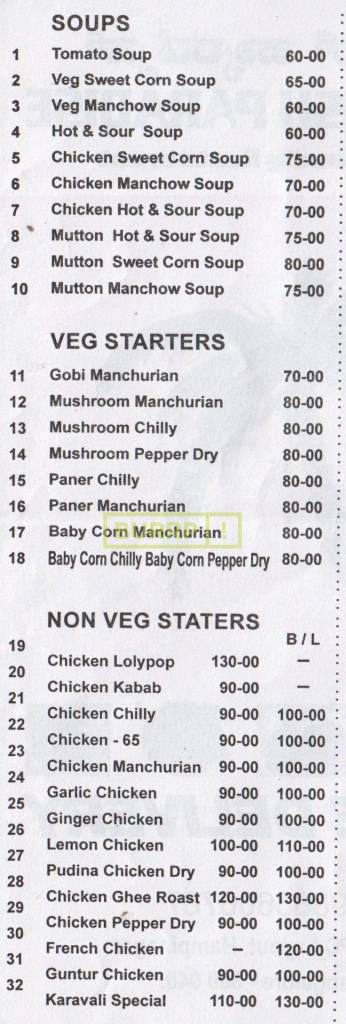 SOUPS
1 Tomato Soup 60-00
2 Veg Sweet Corn Soup 65-00
3 Veg Manchow Soup 60-00
4 Hot & Sour Soup 60-00
5 Chicken Sweet Corn Soup 75-00
6 Chicken Manchow Soup 70-00
7 Chicken Hot & Sour Soup 70-00
8 Mutton Hot & Sour Soup 75-00
9 Mutton Sweet Corn Soup 80-00
10 Mutton Manchow Soup 75-00
VEG STARTERS
11 Gobi Manchurian 70-00
12 Mushroom Manchurian 80-00
13 Mushroom Chilly 80-00
14 Mushroom Pepper Dry 80-00
15 Paner Chilly 80-00
16 Paner Manchurian 80-00
17 Baby Corn Manchurian 80-00
18 Baby Corn Chilly Baby Corn Pepper Dry 80-00
NON VEG STATERS
B / L
19 Chicken Lolypop 130-00 –
20 Chicken Kabab 90-00 –
21 Chicken Chilly 90-00 100-00
22 Chicken - 65 90-00 100-00
23 Chicken Manchurian 90-00 100-00
24 Garlic Chicken 90-00 100-00
25 Ginger Chicken 90-00 100-00
26 Lemon Chicken 100-00 110-00
27 Pudina Chicken Dry 90-00 100-00
28 Chicken Ghee Roast 120-00 130-00
29 Chicken Pepper Dry 90-00 100-00
30 French Chicken – 120-00
31 Guntur Chicken 90-00 100-00
32 Karavali Special 110-00 130-00